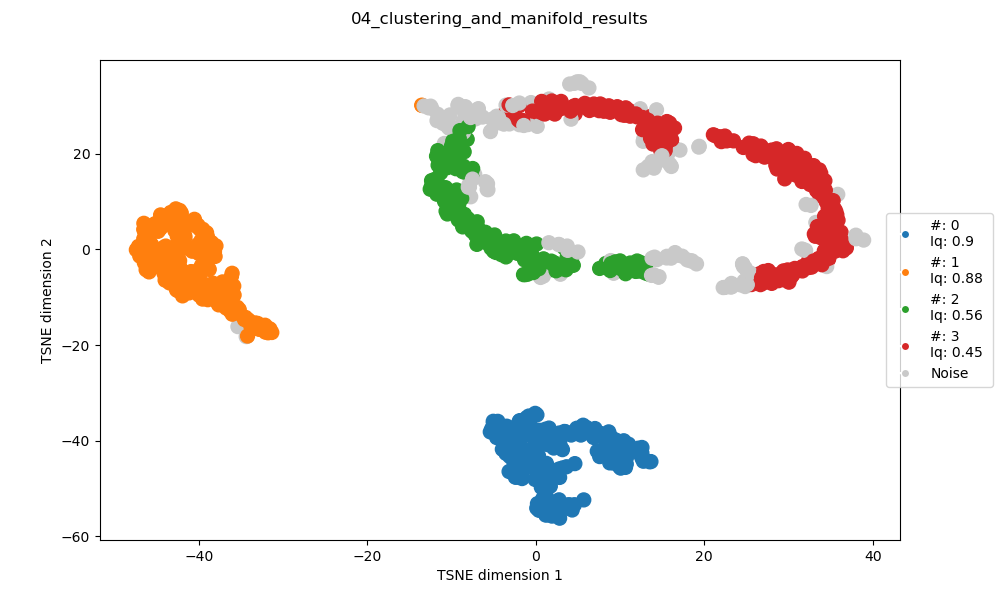 04_clustering_and_manifold_results
TSNE dimension 2
20
0
−20
−40
−60
−40
−20
0
20
40
TSNE dimension 1
#: 0
Iq: 0.9
#: 1
Iq: 0.88
#: 2
Iq: 0.56
#: 3
Iq: 0.45
Noise